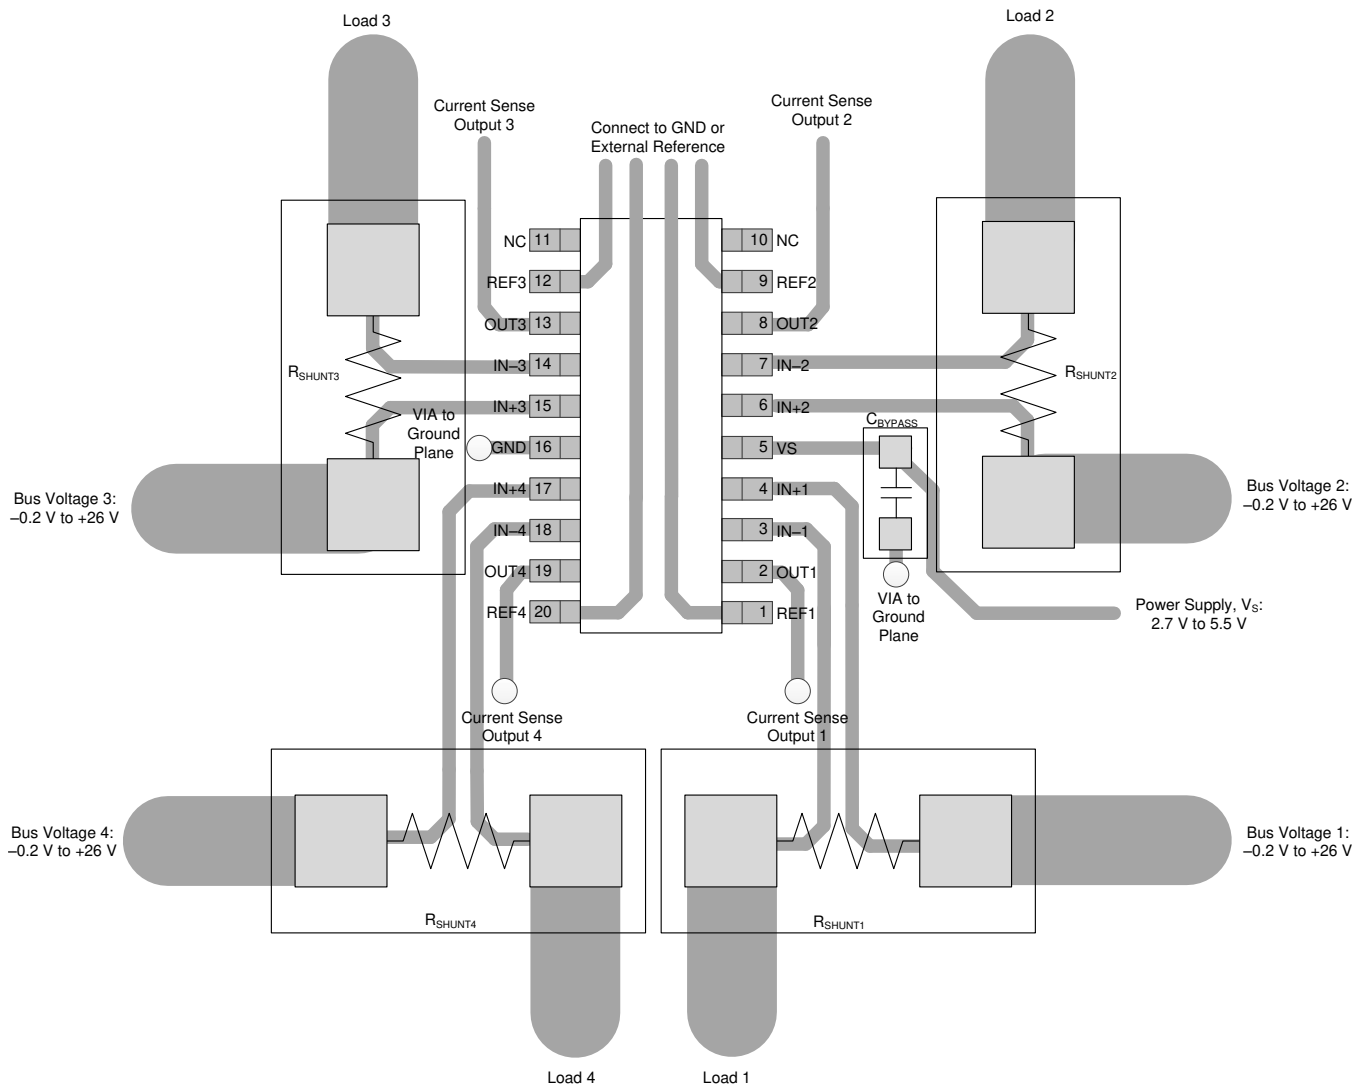 Load 3
Load 2
Current Sense
Output 3
Connect to GND or
External Reference
Current Sense
Output 2
NC 11
10 NC
REF3 12
9 REF2
OUT3 13
8 OUT2
IN–3 14
7 IN–2
RSHUNT3
RSHUNT2
IN+3 15
6 IN+2
VIA to
Ground
Plane
CBYPASS
GND 16
5 VS
IN+4 17
4 IN+1
Bus Voltage 3:
–0.2 V to +26 V
Bus Voltage 2:
–0.2 V to +26 V
IN–4 18
3 IN–1
OUT4 19
2 OUT1
REF4 20
1 REF1
VIA to
Ground
Plane
Power Supply, VS:
2.7 V to 5.5 V
Current Sense
Output 4
Current Sense
Output 1
Bus Voltage 4:
–0.2 V to +26 V
Bus Voltage 1:
–0.2 V to +26 V
RSHUNT4
RSHUNT1
Load 4
Load 1